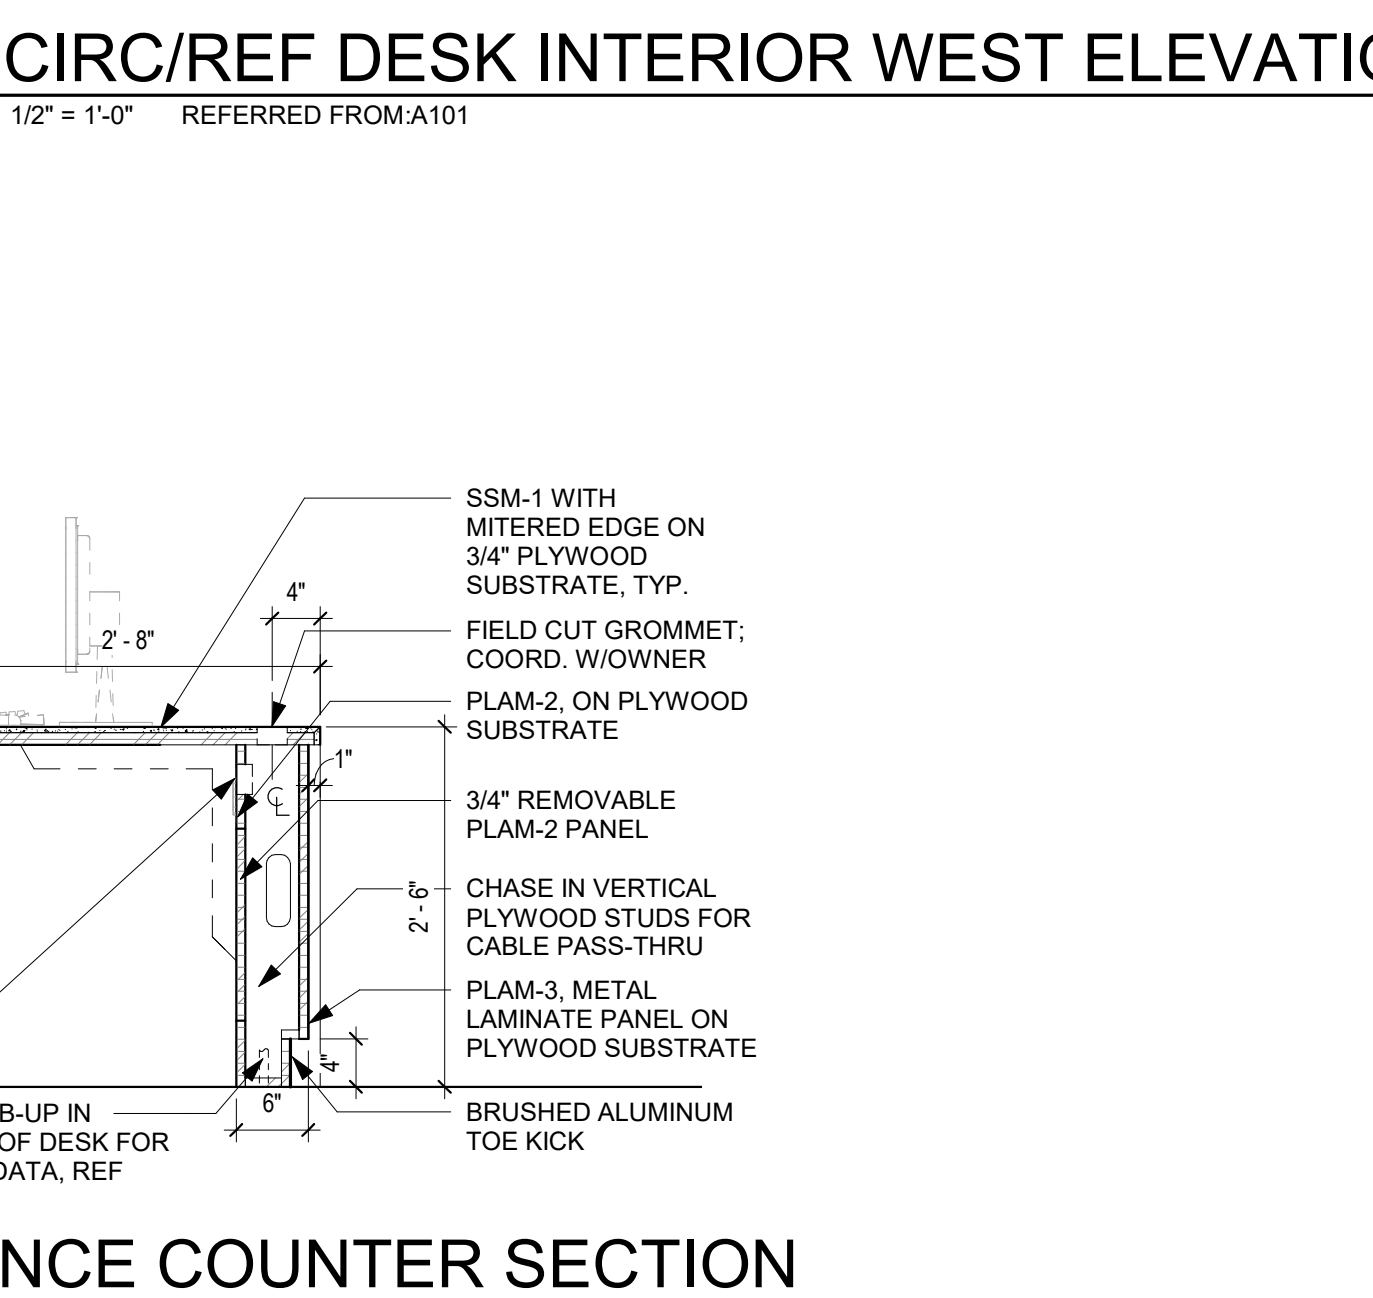 CIRC/REF DESK INTERIOR WEST ELEVATIO
1/2" = 1'-0" REFERRED FROM:A101
SSM-1 WITH
MITERED EDGE ON
3/4" PLYWOOD
SUBSTRATE, TYP.
4"
2' - 8"
FIELD CUT GROMMET;
COORD. W/OWNER
PLAM-2, ON PLYWOOD
SUBSTRATE
1"
3/4" REMOVABLE
PLAM-2 PANEL
CL
CHASE IN VERTICAL
PLYWOOD STUDS FOR
CABLE PASS-THRU
2' - 6"
PLAM-3, METAL
LAMINATE PANEL ON
PLYWOOD SUBSTRATE
4"
6"
BRUSHED ALUMINUM
TOE KICK
B-UP IN
OF DESK FOR
DATA, REF
NCE COUNTER SECTION